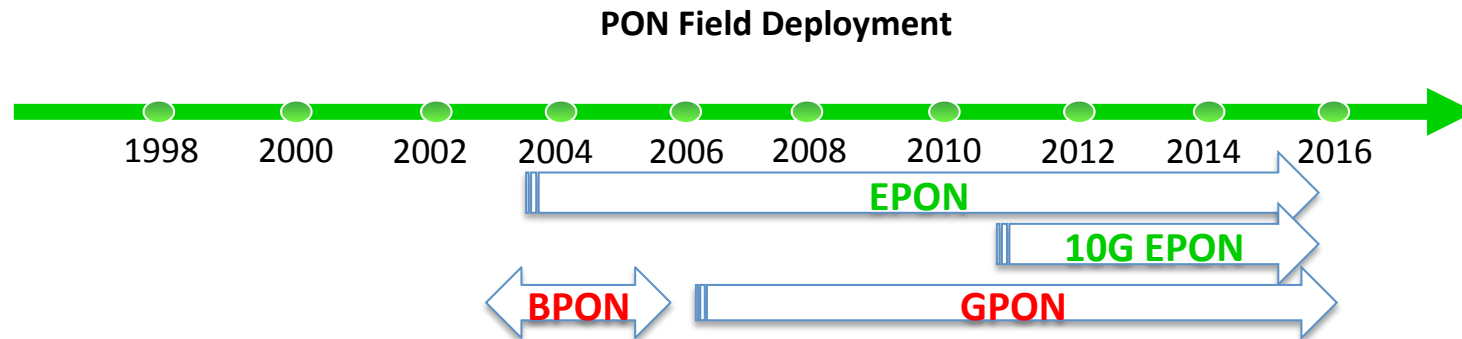 PON Field Deployment
1998 2000 2002 2004 2006 2008 2010 2012 2014 2016
EPON
10G EPON
BPON GPON